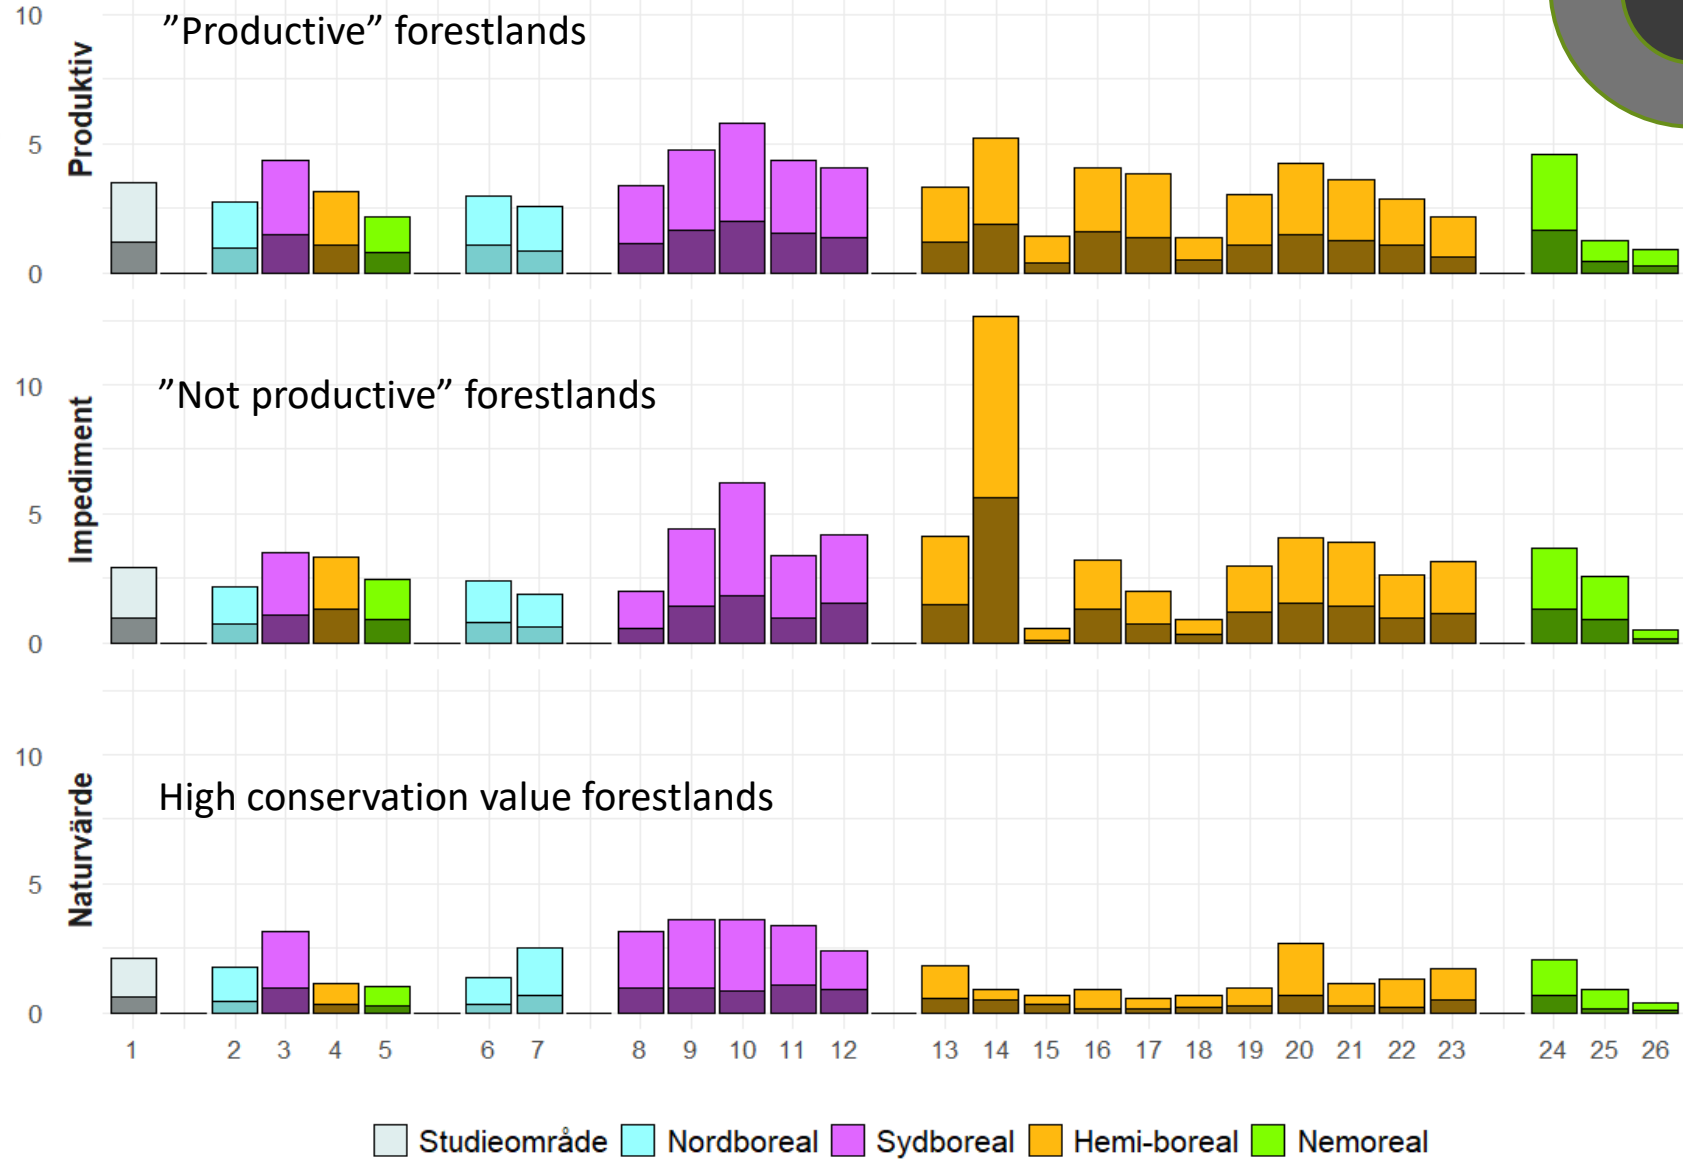 10
”Productive” forestlands
Produktiv
5
0
”Not productive” forestlands
10
Impediment
5
0
High conservation value forestlands
10
Naturvärde
5
0
1 2 3 4 5 6 7 8 9 10 11 12 13 14 15 16 17 18 19 20 21 22 23 24 25 26
Studieområde Nordboreal Sydboreal Hemi-boreal Nemoreal